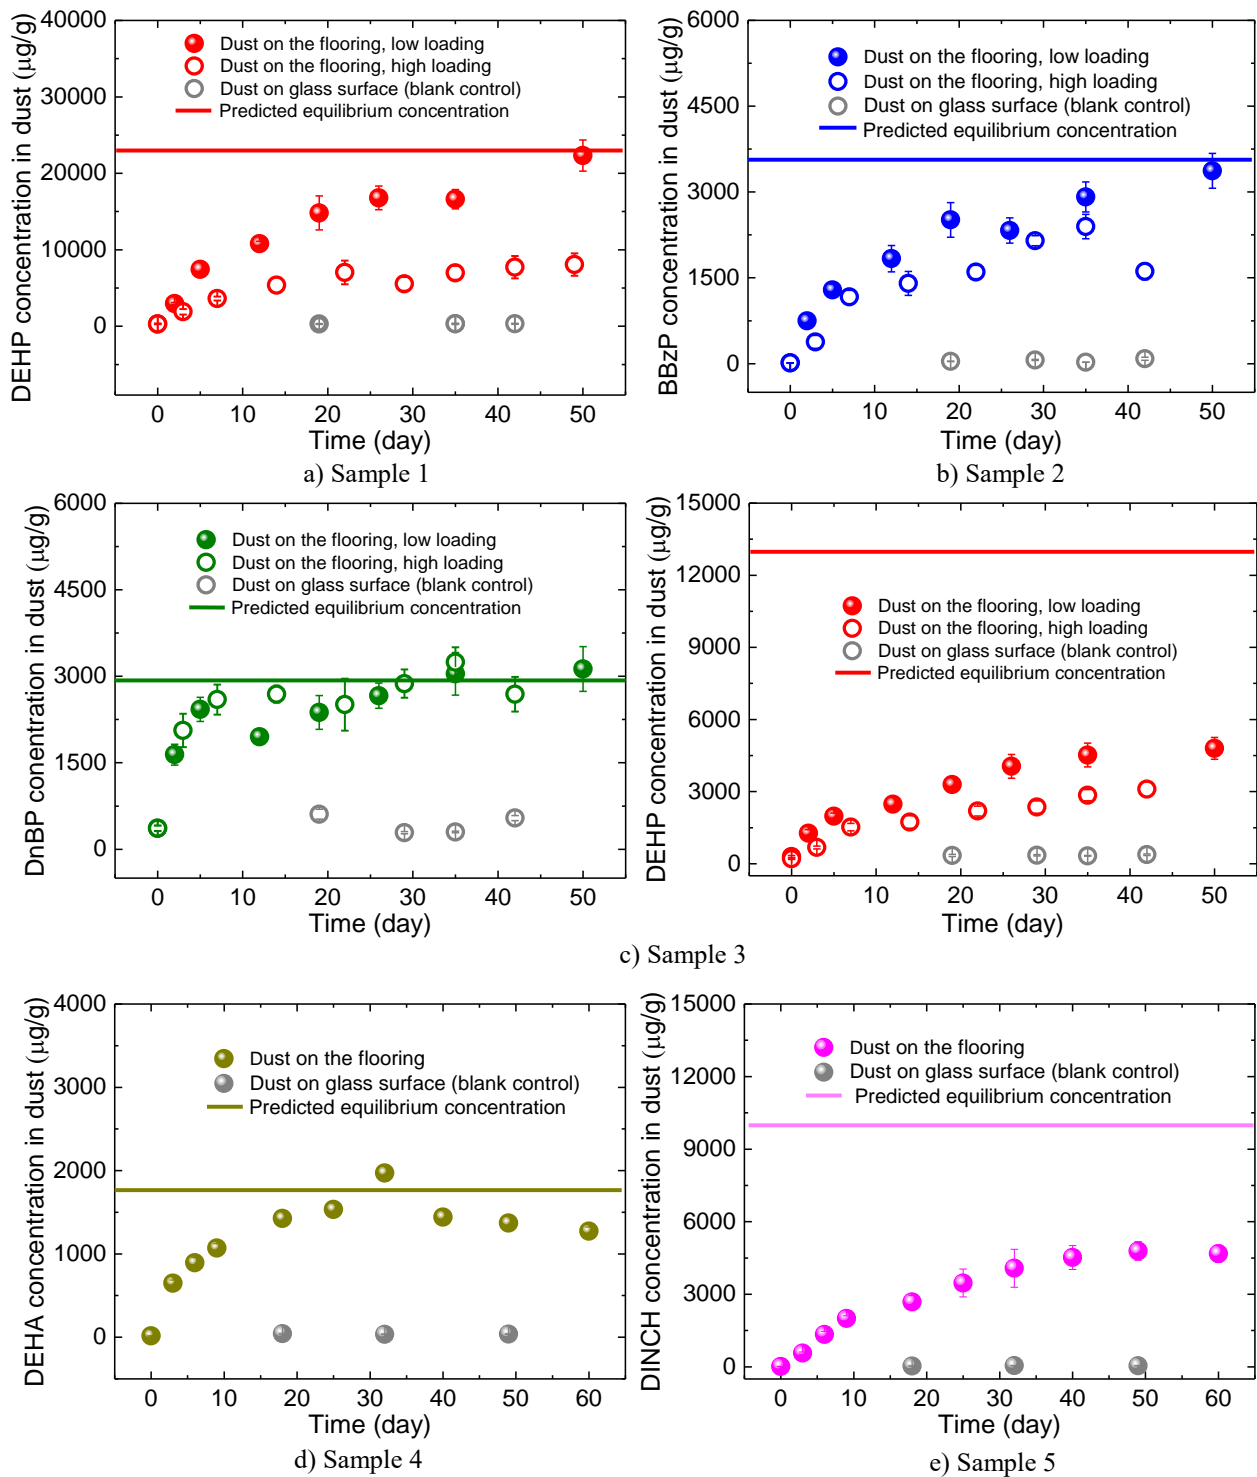 DEHP concentration in dust (μg/g)
40000
30000
20000
10000
0
Dust on the flooring, low loading
Dust on the flooring, high loading
Dust on glass surface (blank control)
Predicted equilibrium concentration
0 10 20 30 40 50
Time (day)
a) Sample 1
BBzP concentration in dust (μg/g)
6000
4500
3000
1500
0
Dust on the flooring, low loading
Dust on the flooring, high loading
Dust on glass surface (blank control)
Predicted equilibrium concentration
0 10 20 30 40 50
Time (day)
b) Sample 2
DnBP conentration in dust (μg/g)
6000
4500
3000
1500
0
Dust on the flooring, low loading
Dust on the flooring, high loading
Dust on glass surface (blank control)
Predicted equilibrium concentration
0 10 20 30 40 50
Time (day)
DEHP concentration in dust (μg/g)
15000
12000
9000
6000
3000
0
Dust on the flooring, low loading
Dust on the flooring, high loading
Dust on glass surface (blank control)
Predicted equilibrium concentration
0 10 20 30 40 50
Time (day)
c) Sample 3
DEHA concentration in dust (μg/g)
4000
3000
2000
1000
0
Dust on the flooring
Dust on glass surface (blank control)
Predicted equilibrium concentration
0 10 20 30 40 50 60
Time (day)
d) Sample 4
DINCH concentration in dust (μg/g)
15000
12000
9000
6000
3000
0
Dust on the flooring
Dust on glass surface (blank control)
Predicted equilibrium concentration
0 10 20 30 40 50 60
Time (day)
e) Sample 5